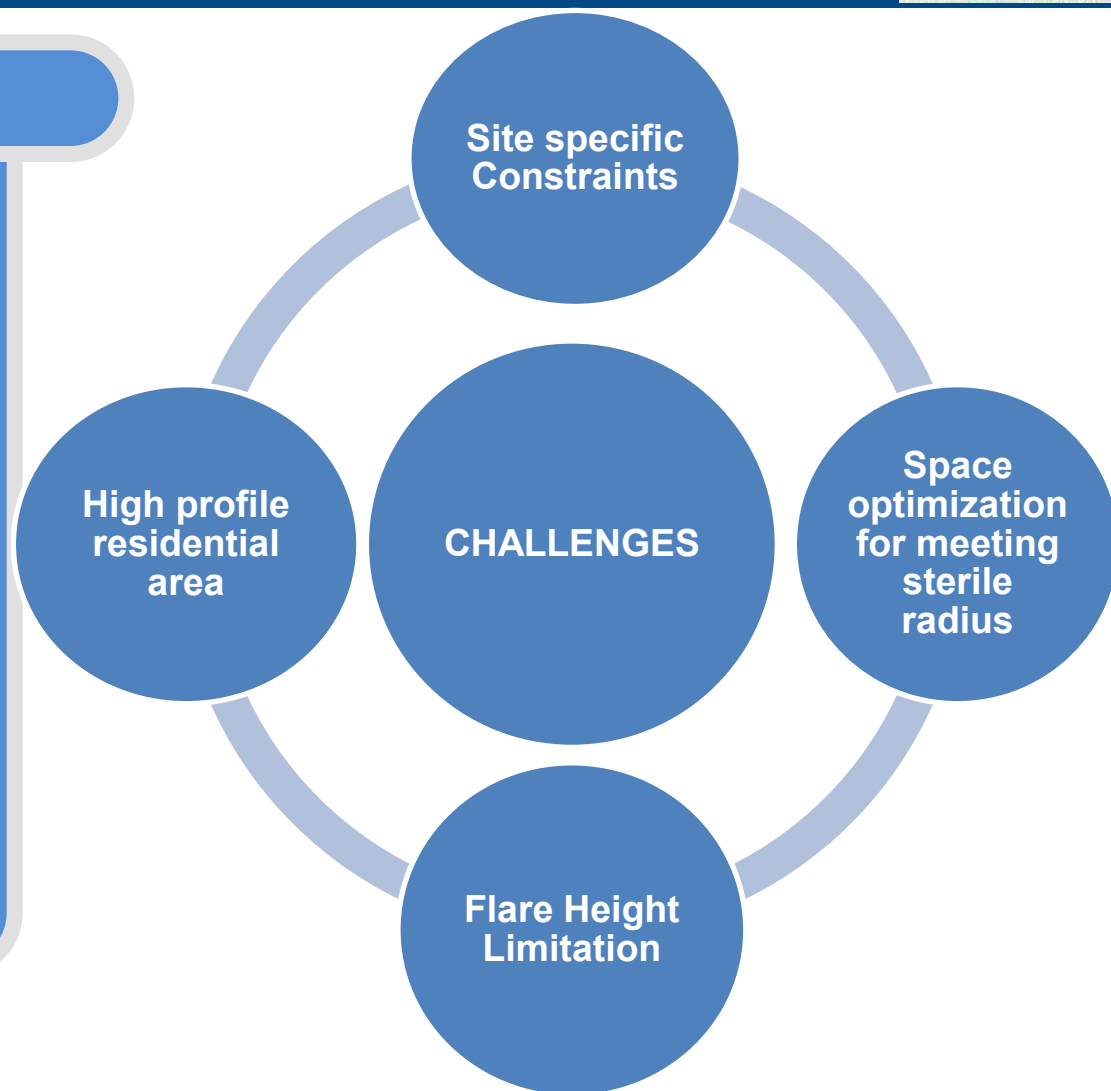 Site specific
Constraints
High profile
residential
area
CHALLENGES
Space
optimization
for meeting
sterile
radius
Flare Height
Limitation